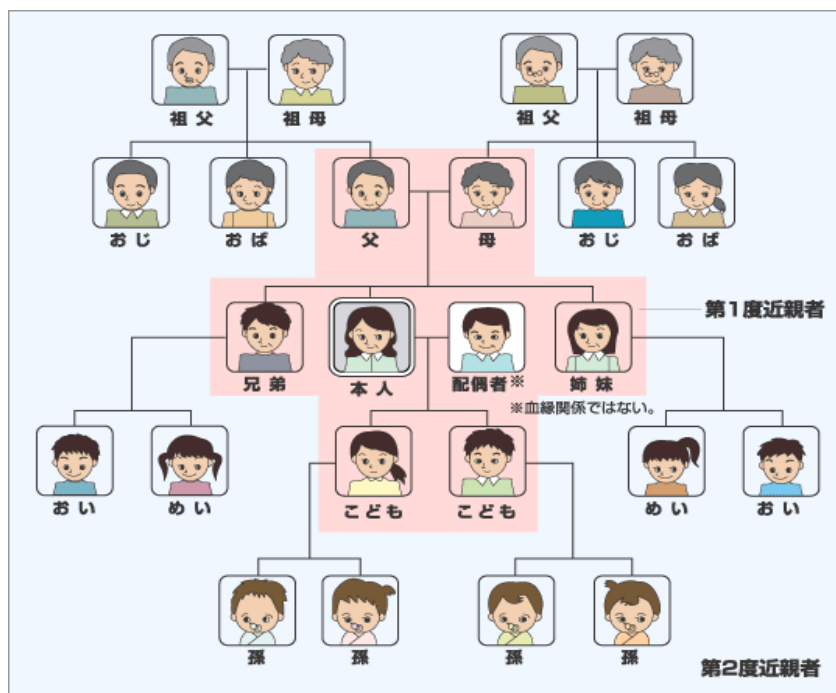 祖父
祖母
祖父
祖母
おじ
おば
父
母
おじ
おば
第1度近親者
兄弟
本人
配偶者※
姉妹
※血縁関係ではない。
おい
めい
こども
こども
めい
おい
孫
孫
孫
孫
第2度近親者